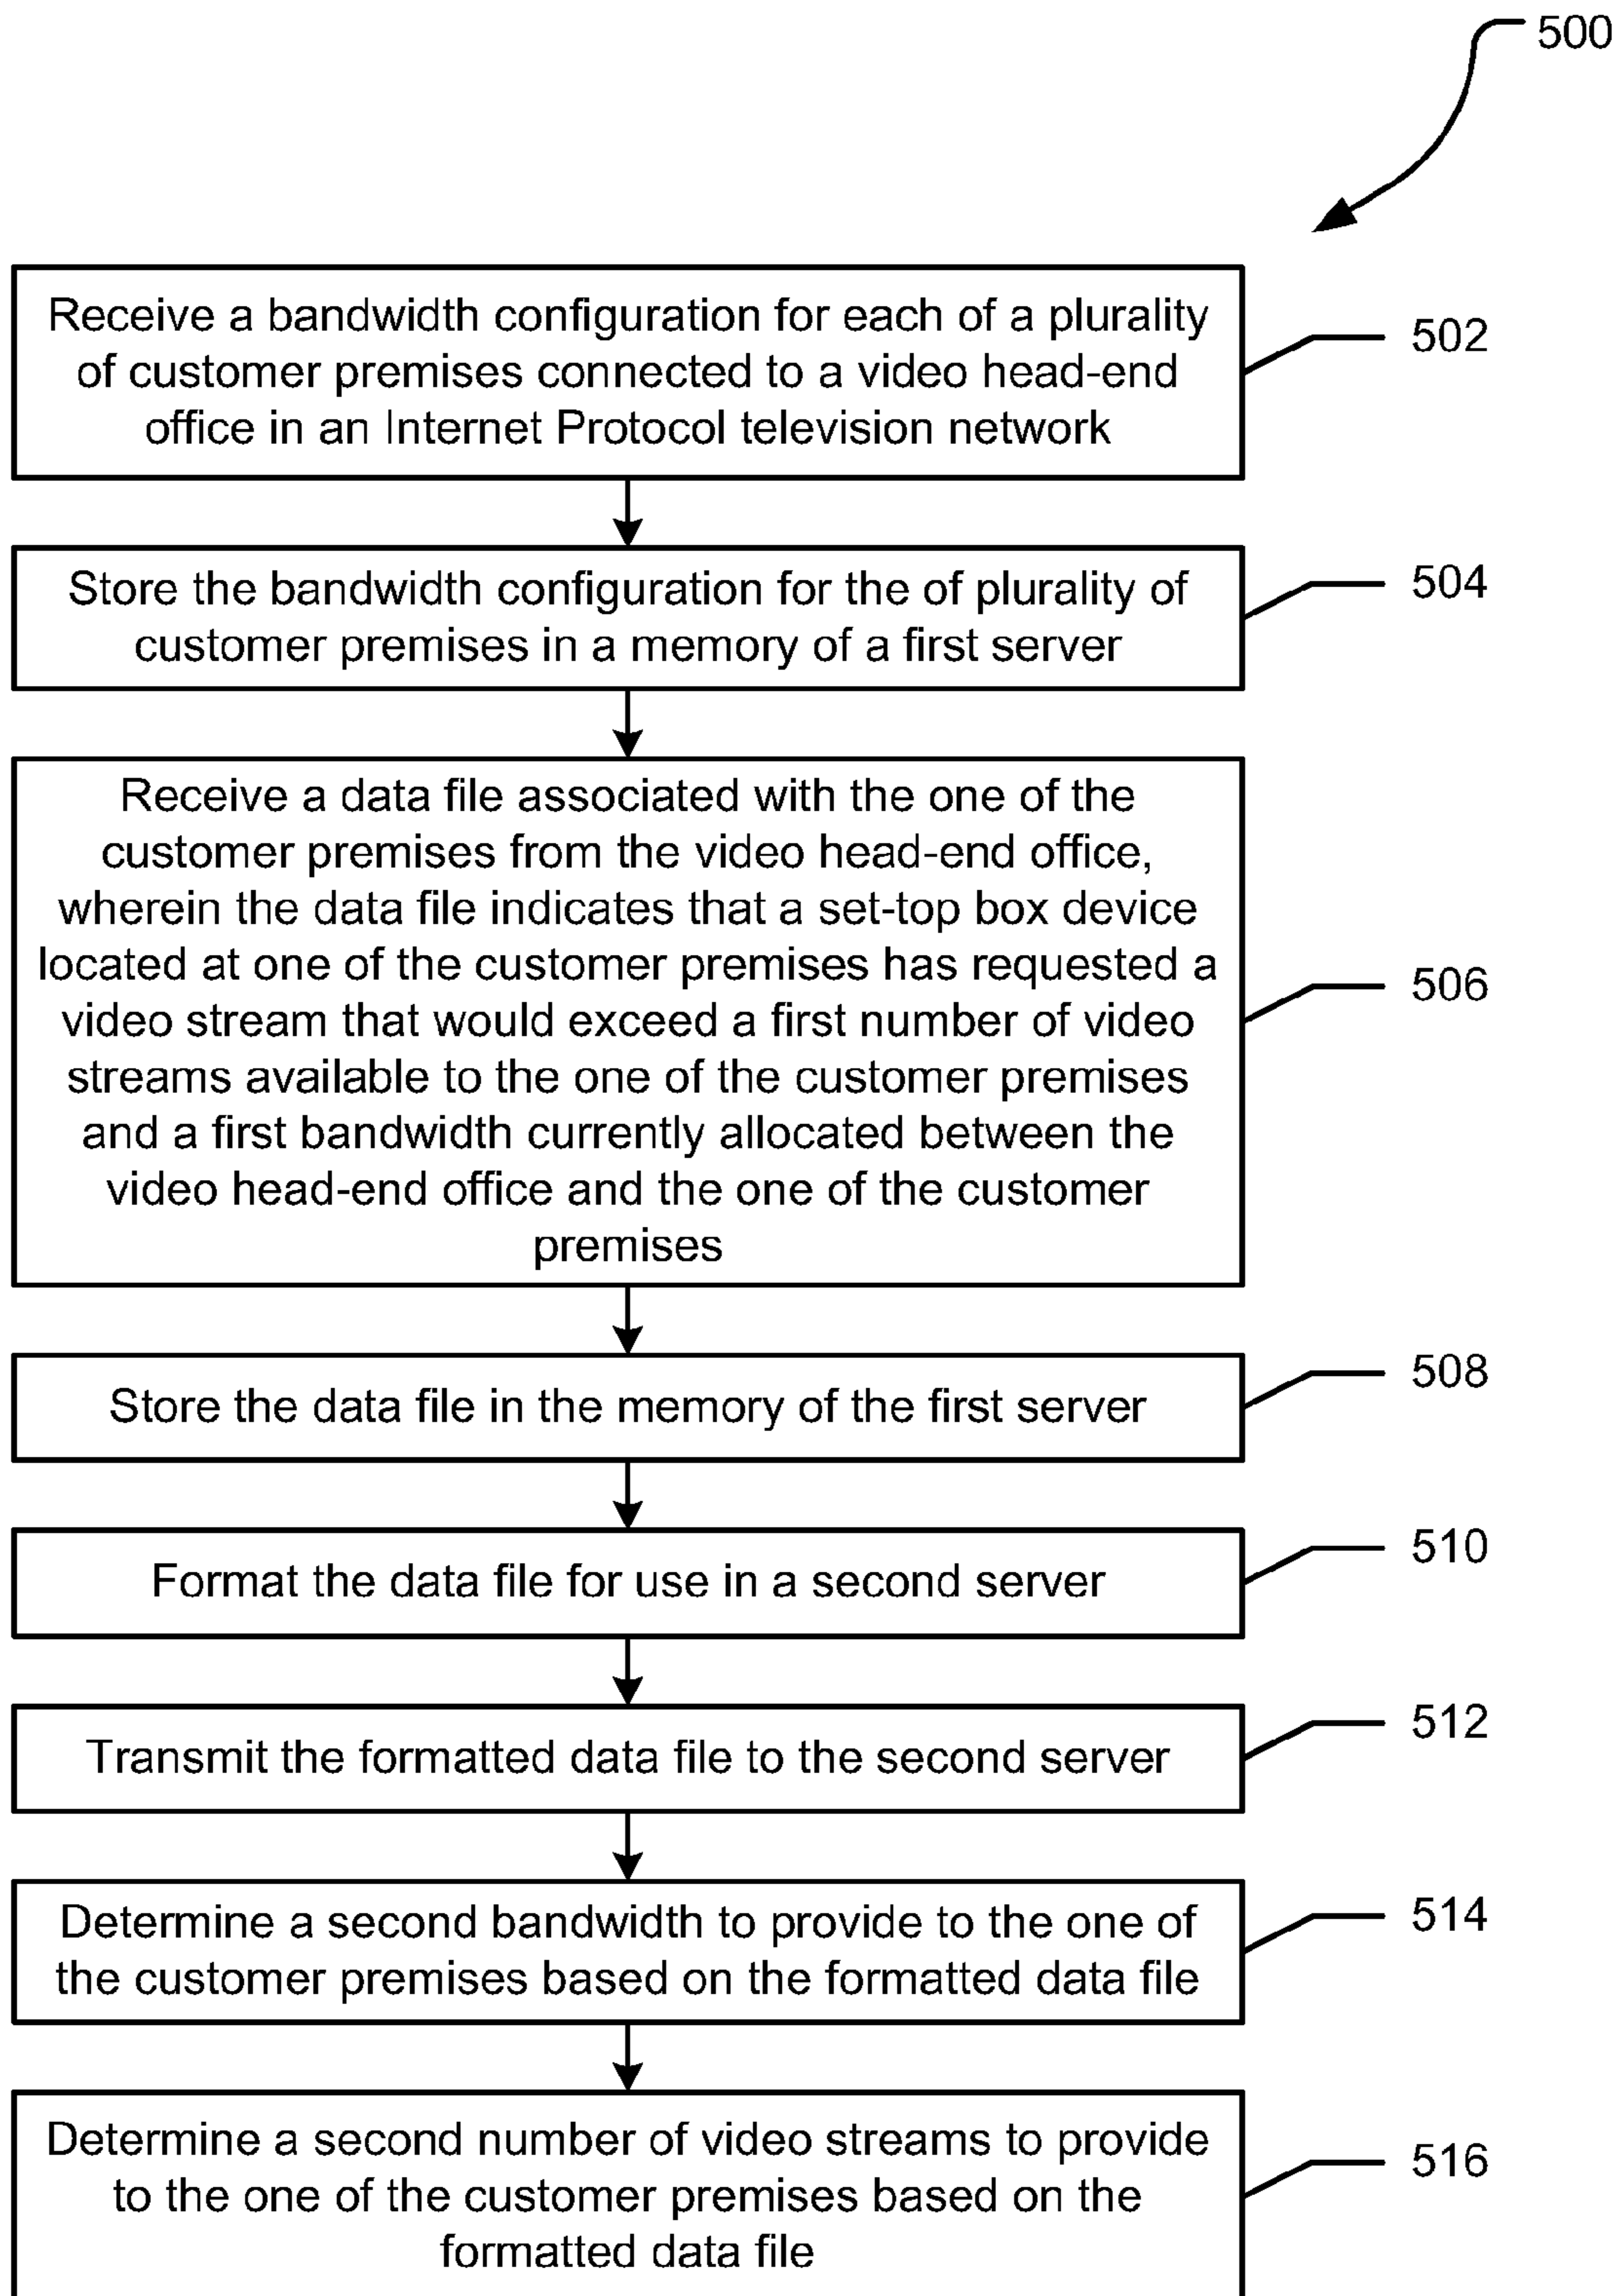 500
Receive a bandwidth configuration for each of a plurality
of customer premises connected to a video head-end
office in an Internet Protocol television network
502
Store the bandwidth configuration for the of plurality of
customer premises in a memory of a first server
504
Receive a data file associated with the one of the
customer premises from the video head-end office,
wherein the data file indicates that a set-top box device
located at one of the customer premises has requested a
video stream that would exceed a first number of video
streams available to the one of the customer premises
and a first bandwidth currently allocated between the
video head-end office and the one of the customer
premises
506
Store the data file in the memory of the first server
508
Format the data file for use in a second server
510
Transmit the formatted data file to the second server
512
Determine a second bandwidth to provide to the one of
the customer premises based on the formatted data file
514
Determine a second number of video streams to provide
to the one of the customer premises based on the
formatted data file
516